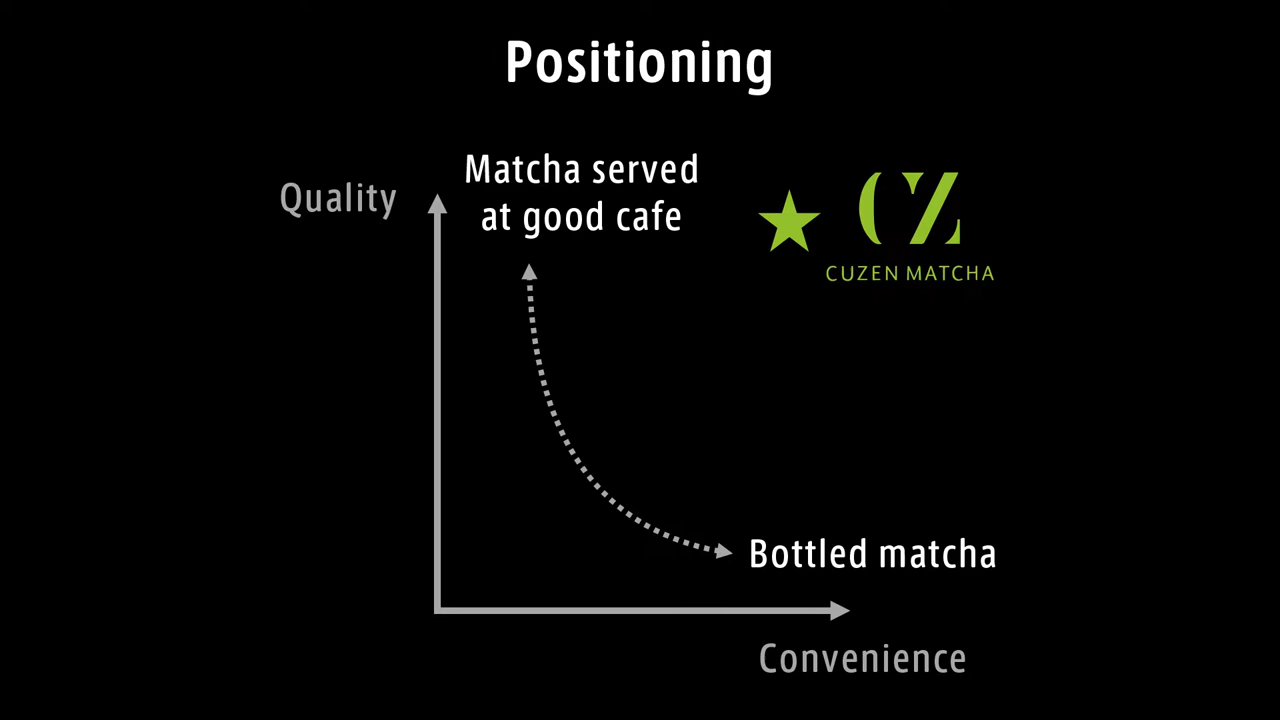 Positioning
Quality
Matcha served
at good cafe
CZ
CUZEN MATCHA
Bottled matcha
Convenience